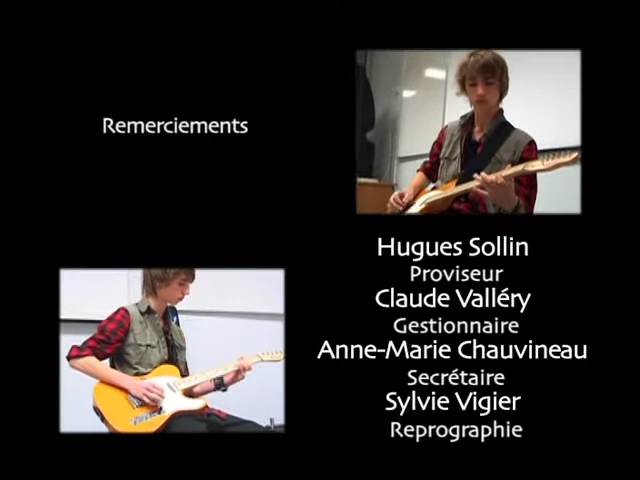 Remerciements
Hugues Sollin
Proviseur
Claude Valléry
Gestionnaire
Anne-Marie Chauvineau
Secrétaire
Sylvie Vigier
Reprographie